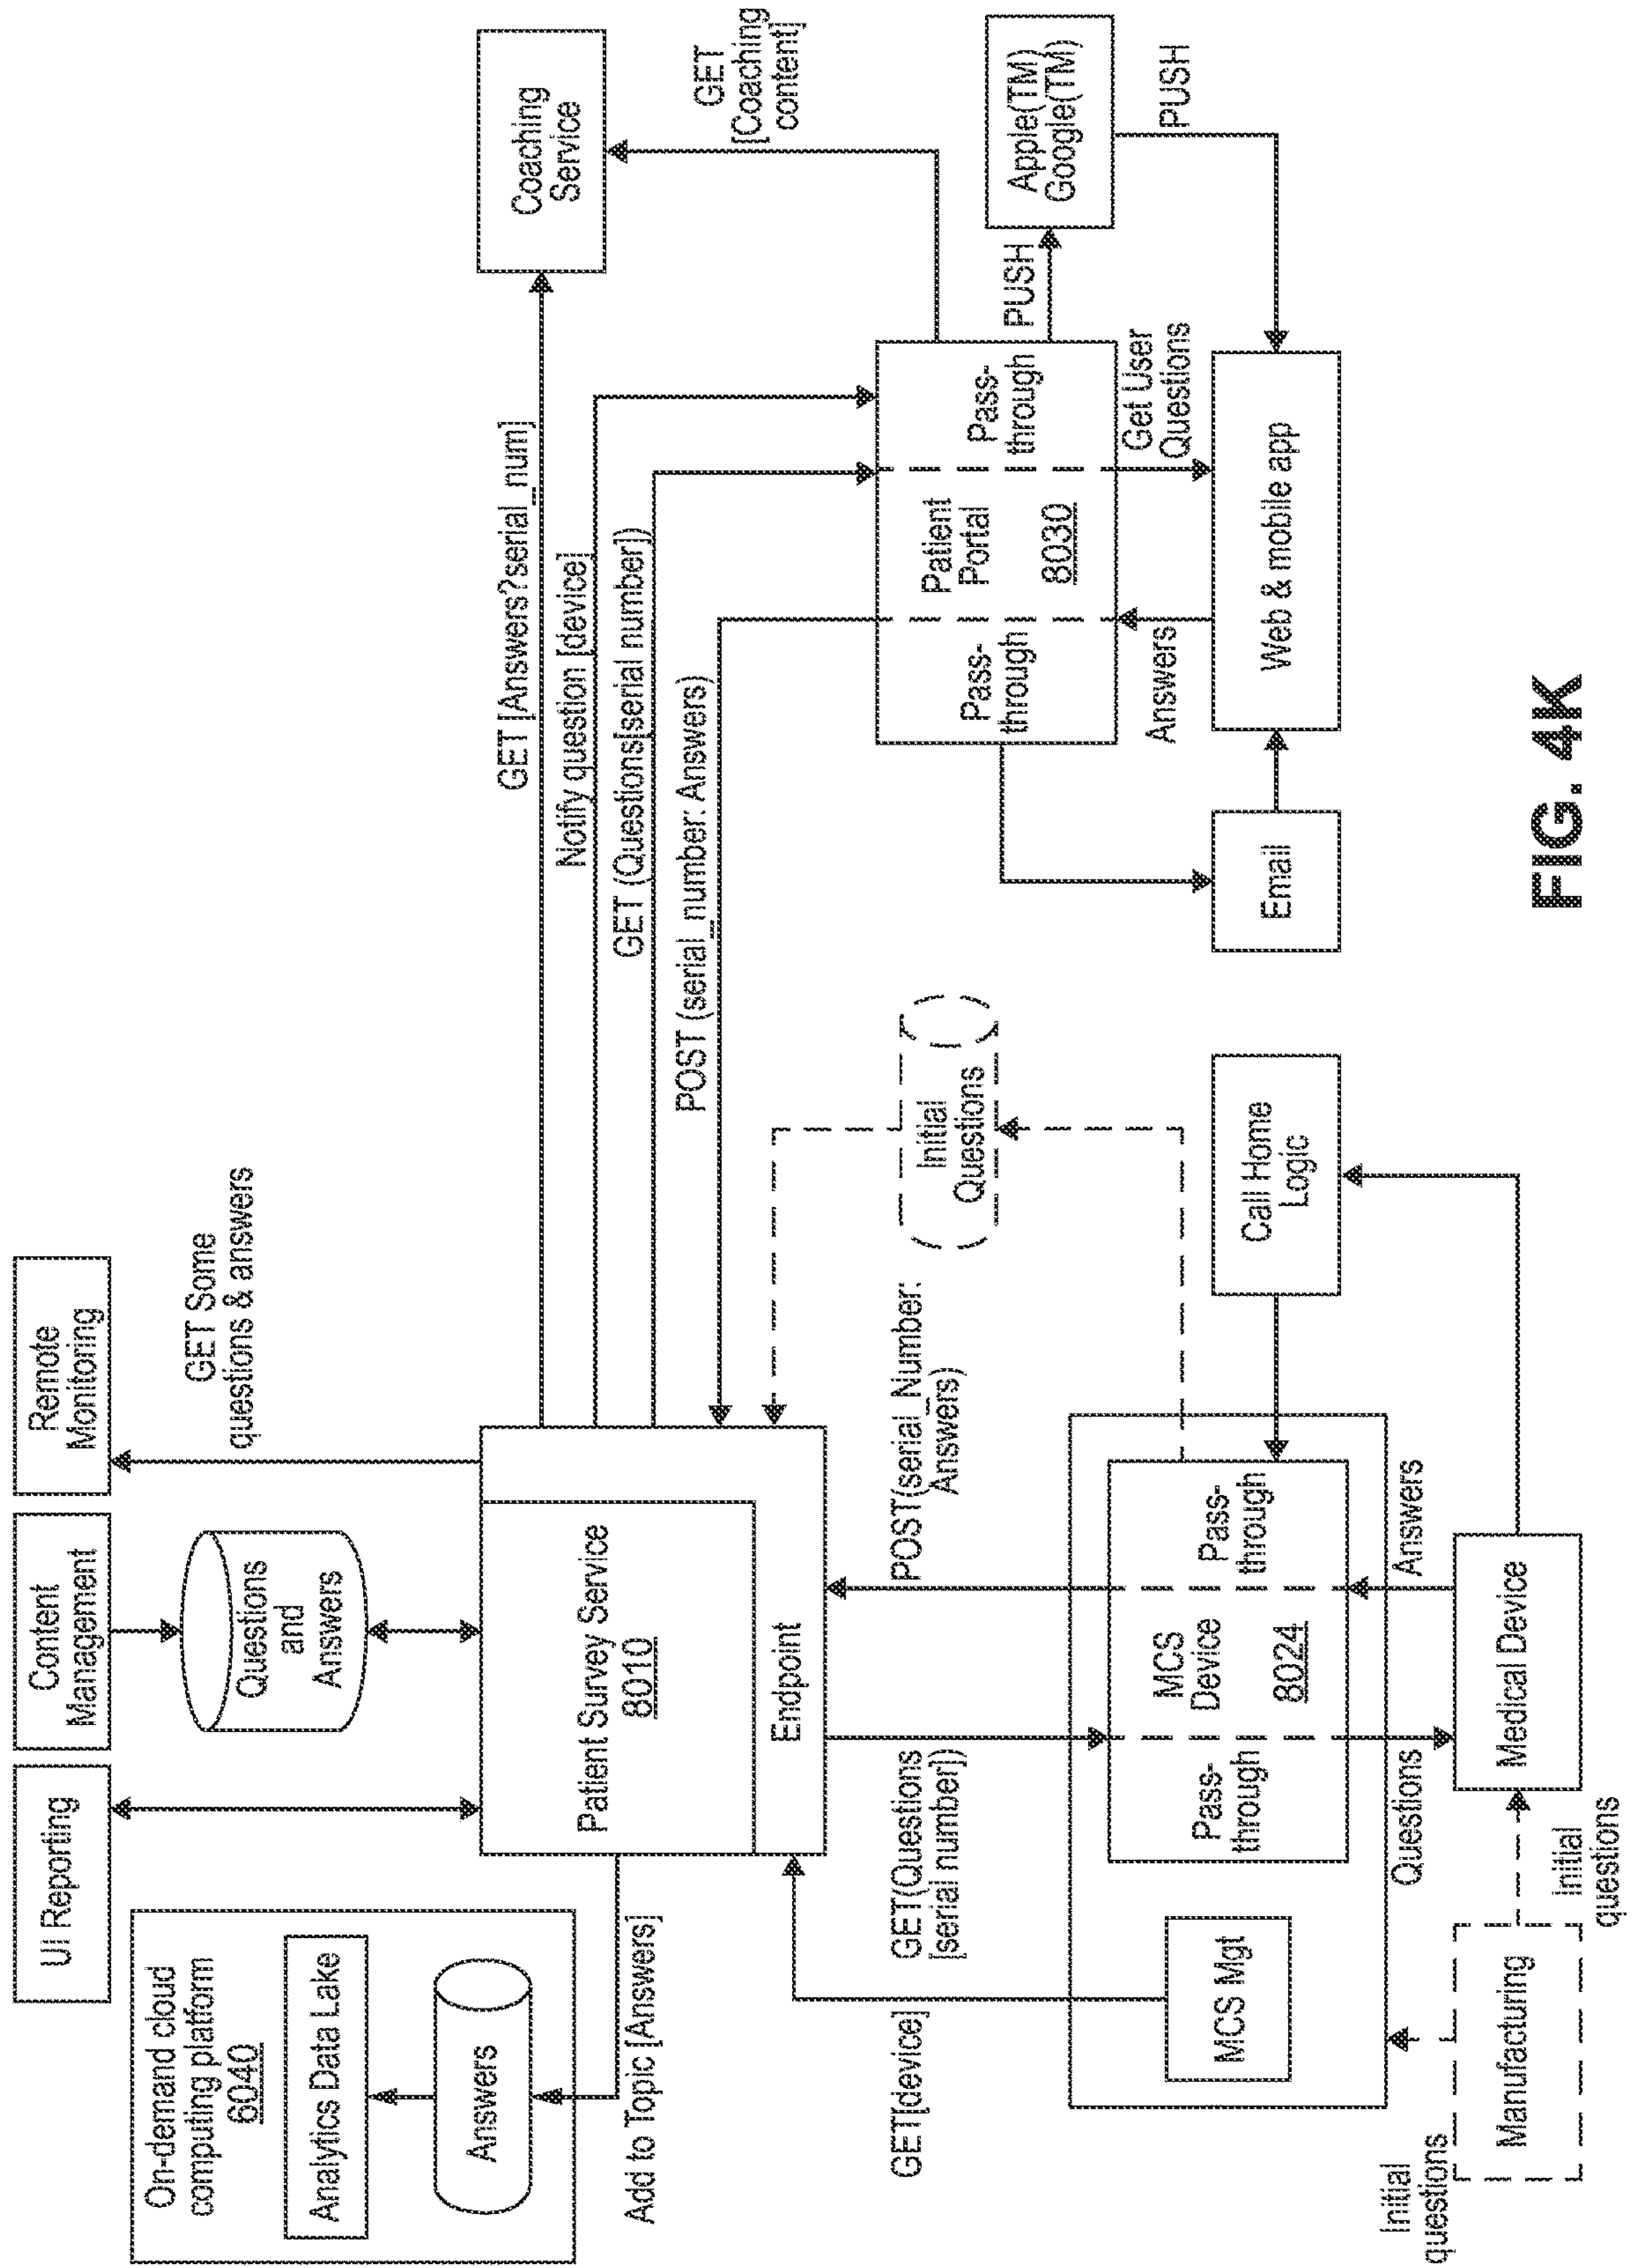 On-demand cloud
computing platform
6040
Analytics Data Lake
Answers
UI Reporting
Content
Management
Remote
Monitoring
Questions
and
Answers
GET Some
questions & answers
Add to Topic [Answers]
Patient Survey Service
8010
Endpoint
GET [Answers?serial_num]
Notify question [device]
GET (Questions[serial number])
POST (serial_number: Answers)
Coaching
Service
GET
[Coaching
content]
GET[device]
GET(Questions
[serial number])
POST(serial_Number:
Answers)
Initial
Questions
MCS Mgt
Pass-
through
MCS
Device
8024
Pass-
through
Call Home
Logic
Questions
Answers
Initial
questions
Manufacturing
Initial
questions
Medical Device
Pass-
through
Patient
Portal
8030
Pass-
through
PUSH
Apple(TM)
Google(TM)
PUSH
Answers
Get User
Questions
Email
Web & mobile app
FIG. 4K